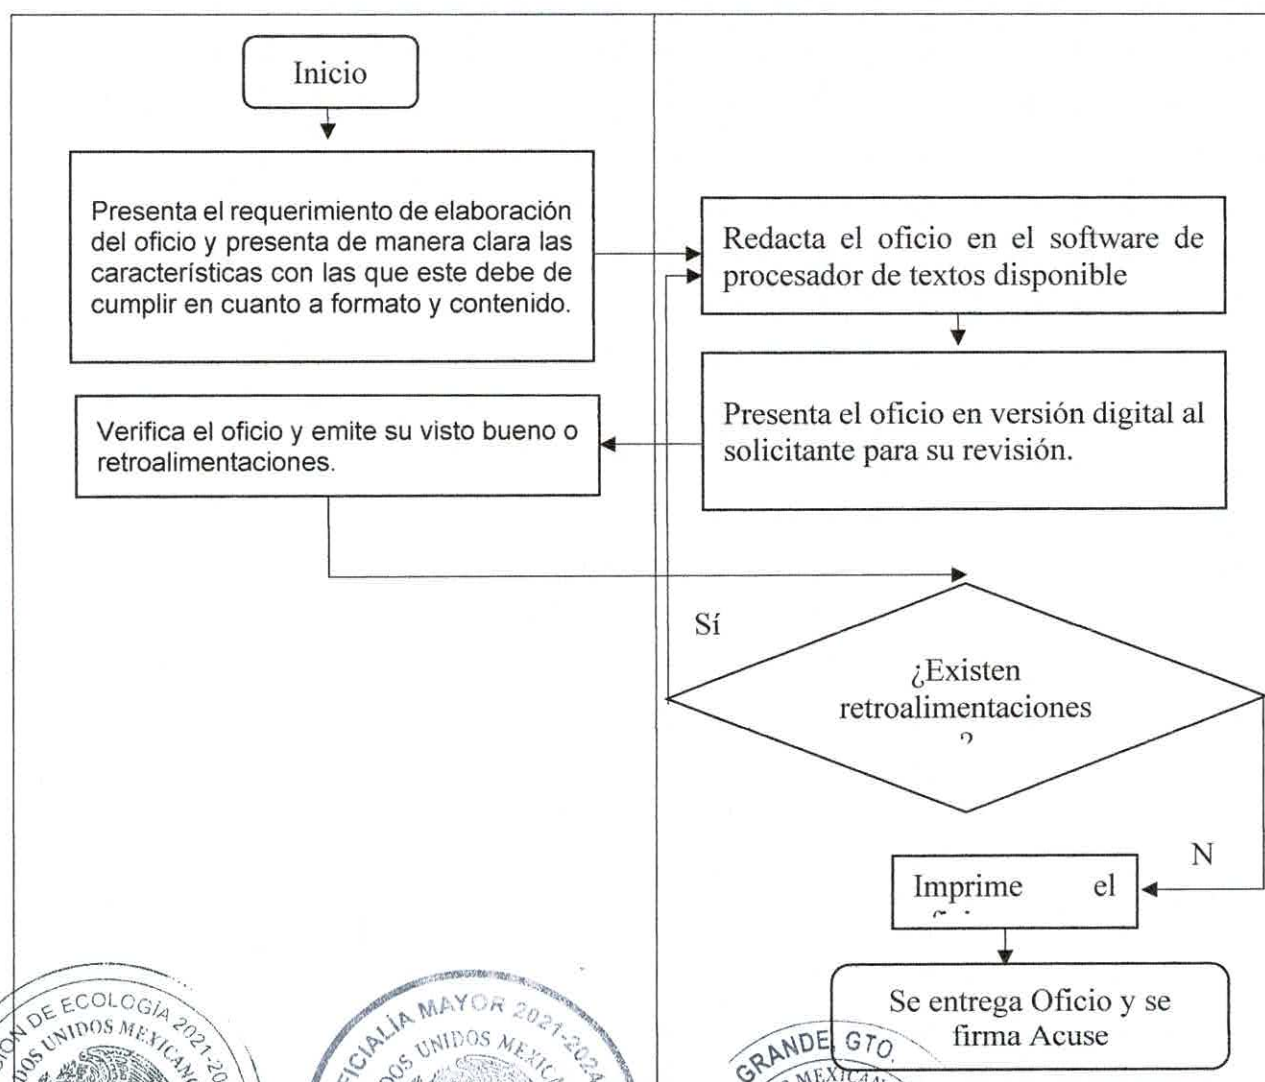 Inicio
Presenta el requerimiento de elaboración
del oficio y presenta de manera clara las
características con las que este debe de
cumplir en cuanto a formato y contenido.
Redacta el oficio en el software de
procesador de textos disponible
Presenta el oficio en versión digital al
solicitante para su revisión.
Verifica el oficio y emite su visto bueno o
retroalimentaciones.
Sí
¿Existen
retroalimentaciones
?
N
Imprime el
Se entrega Oficio y se
firma Acuse
DE ECOLOGÍA 2021-20
UNIDOS MEXICANO
OFICIALÍA MAYOR 2021-2024
UNIDOS MEXICA
GRANDE, GTO.
MEXICAN